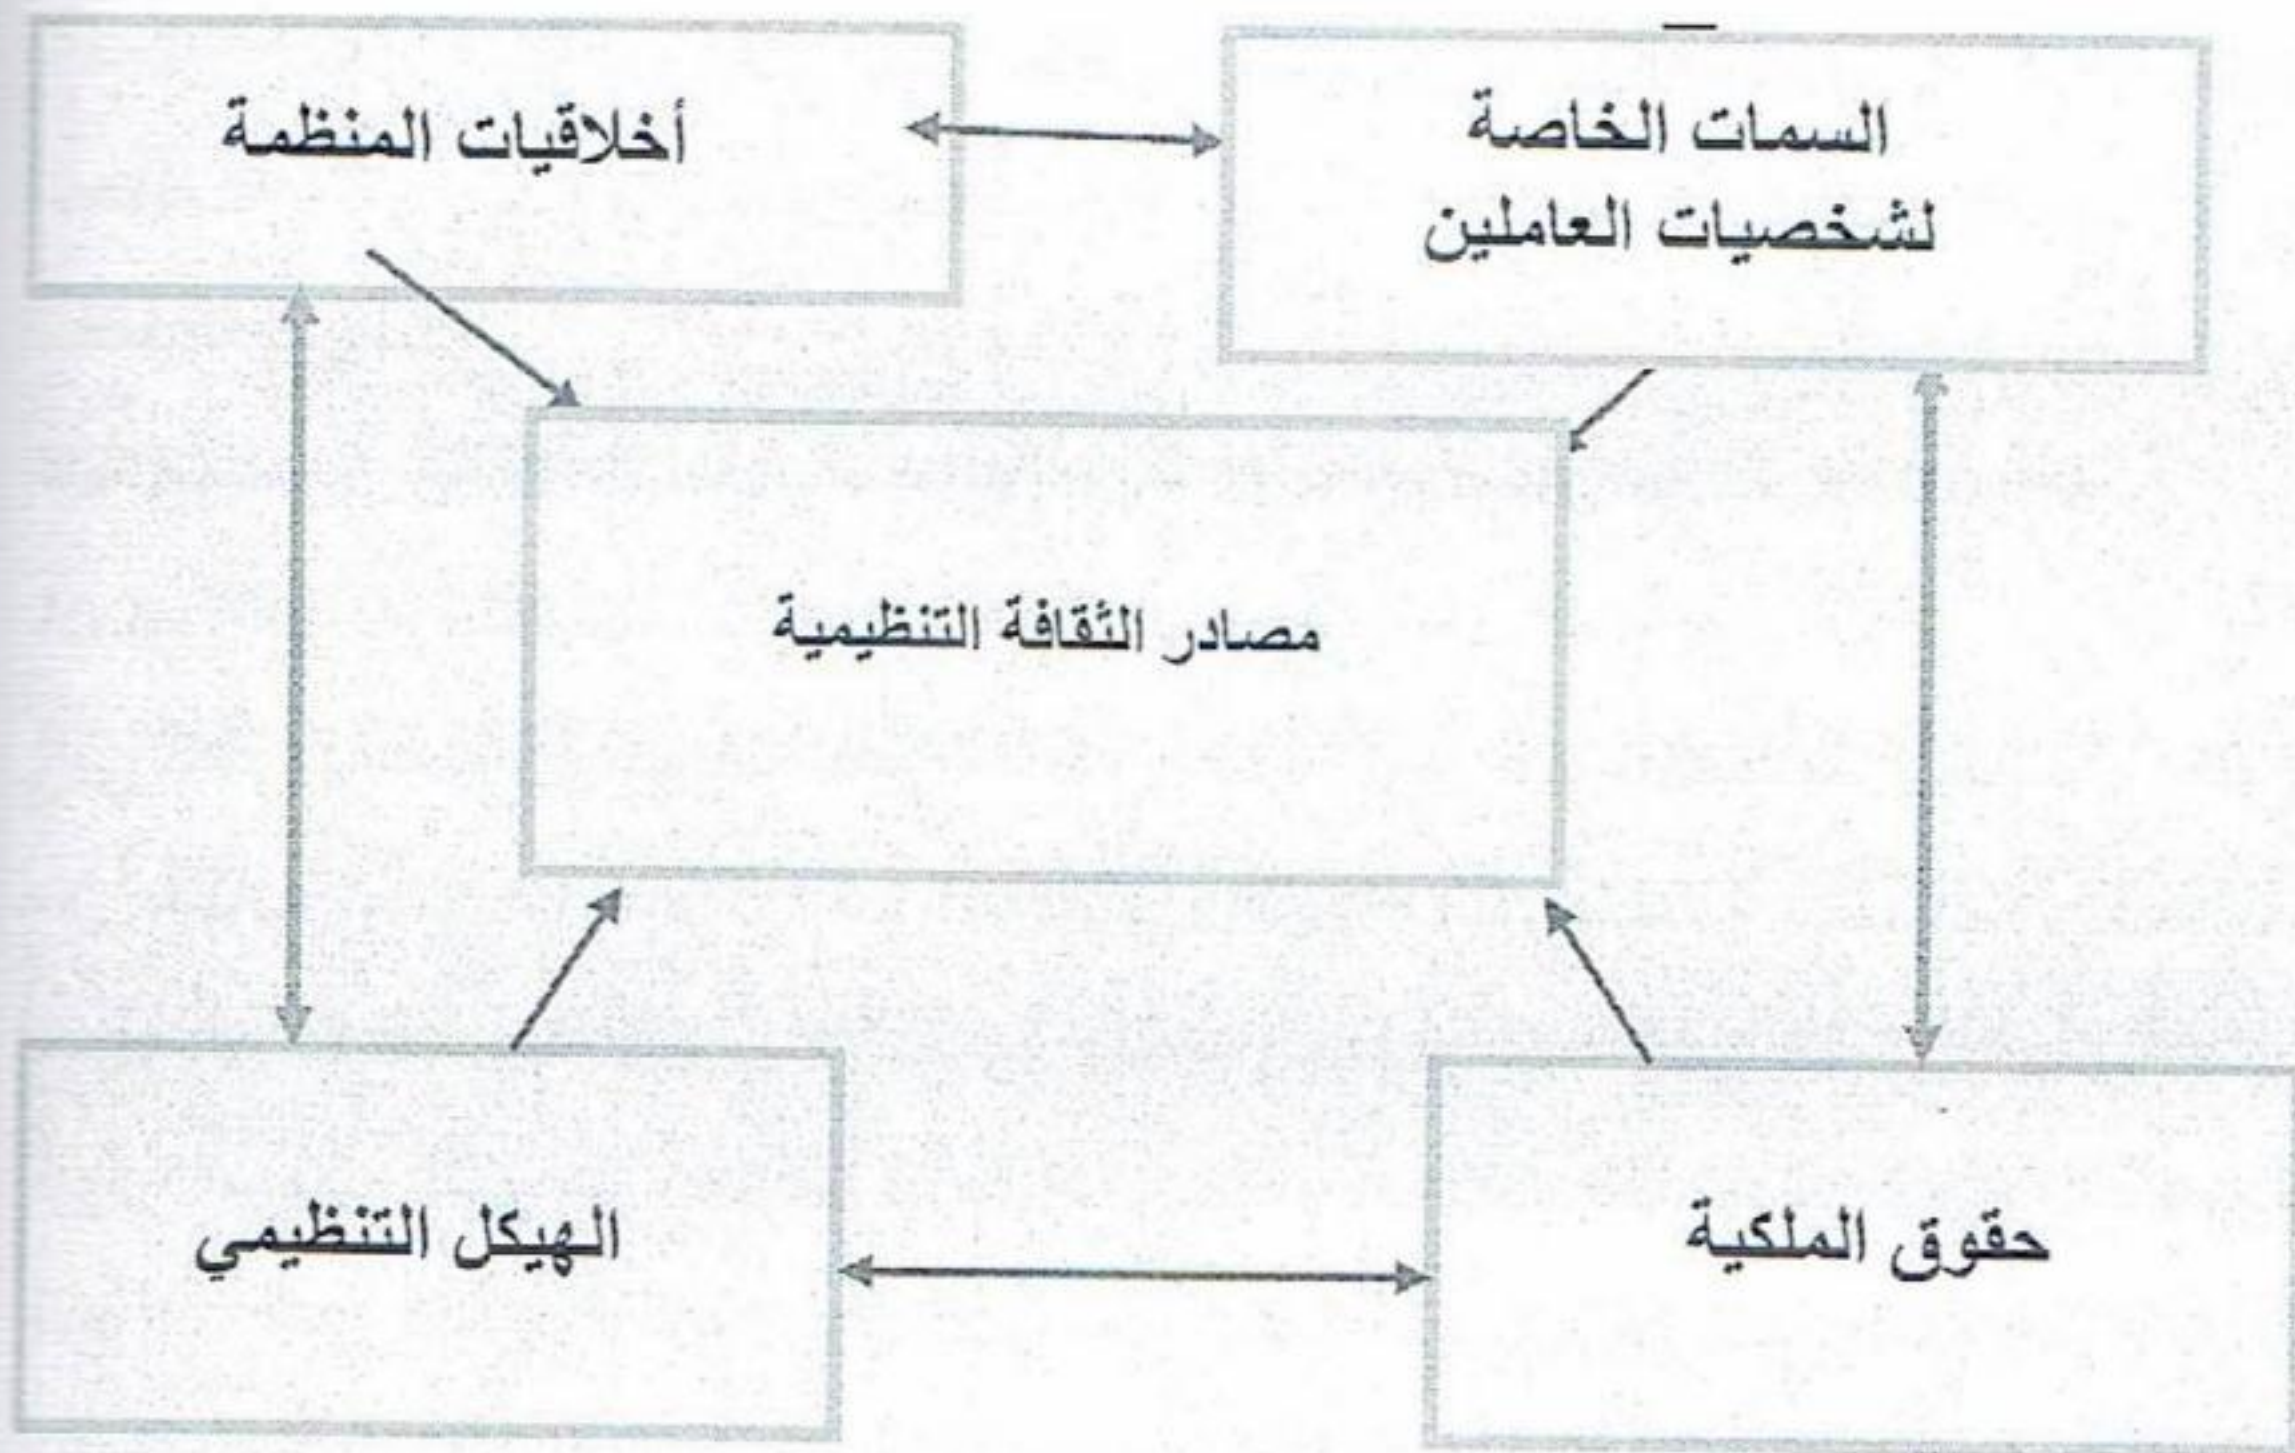 السمات الخاصة
لشخصيات العاملين
أخلاقيات المنظمة
مصادر الثقافة التنظيمية
حقوق الملكية
الهيكل التنظيمي